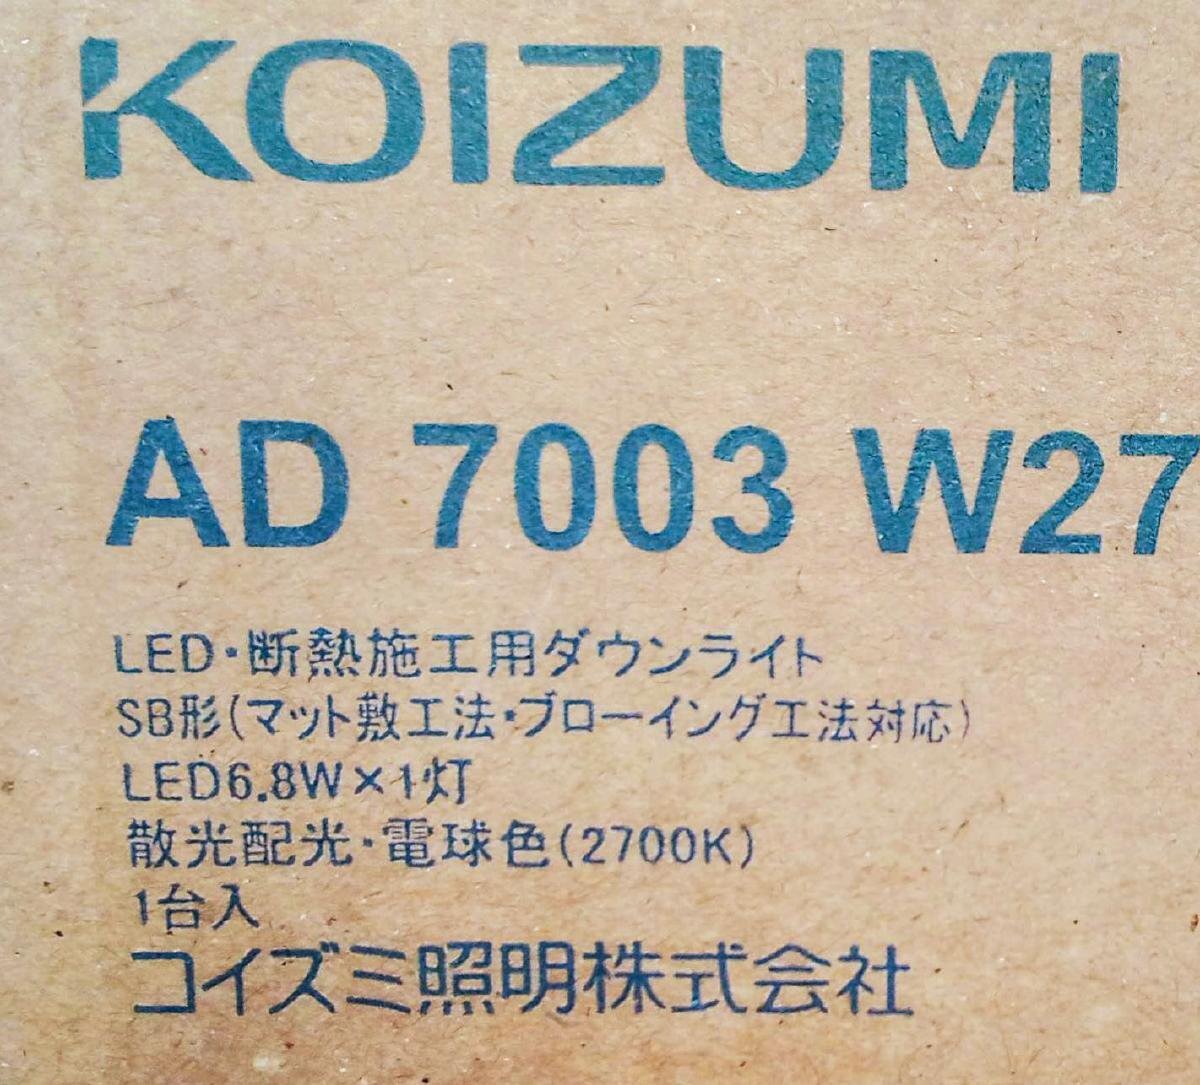 KOIZUMI
AD 7003 W27
LED・断熱施工用ダウンライト
SB形(マット敷工法・ブローイング工法対応)
LED6.8W×1灯
散光配光・電球色(2700K)
1台入
コイズミ照明株式会社